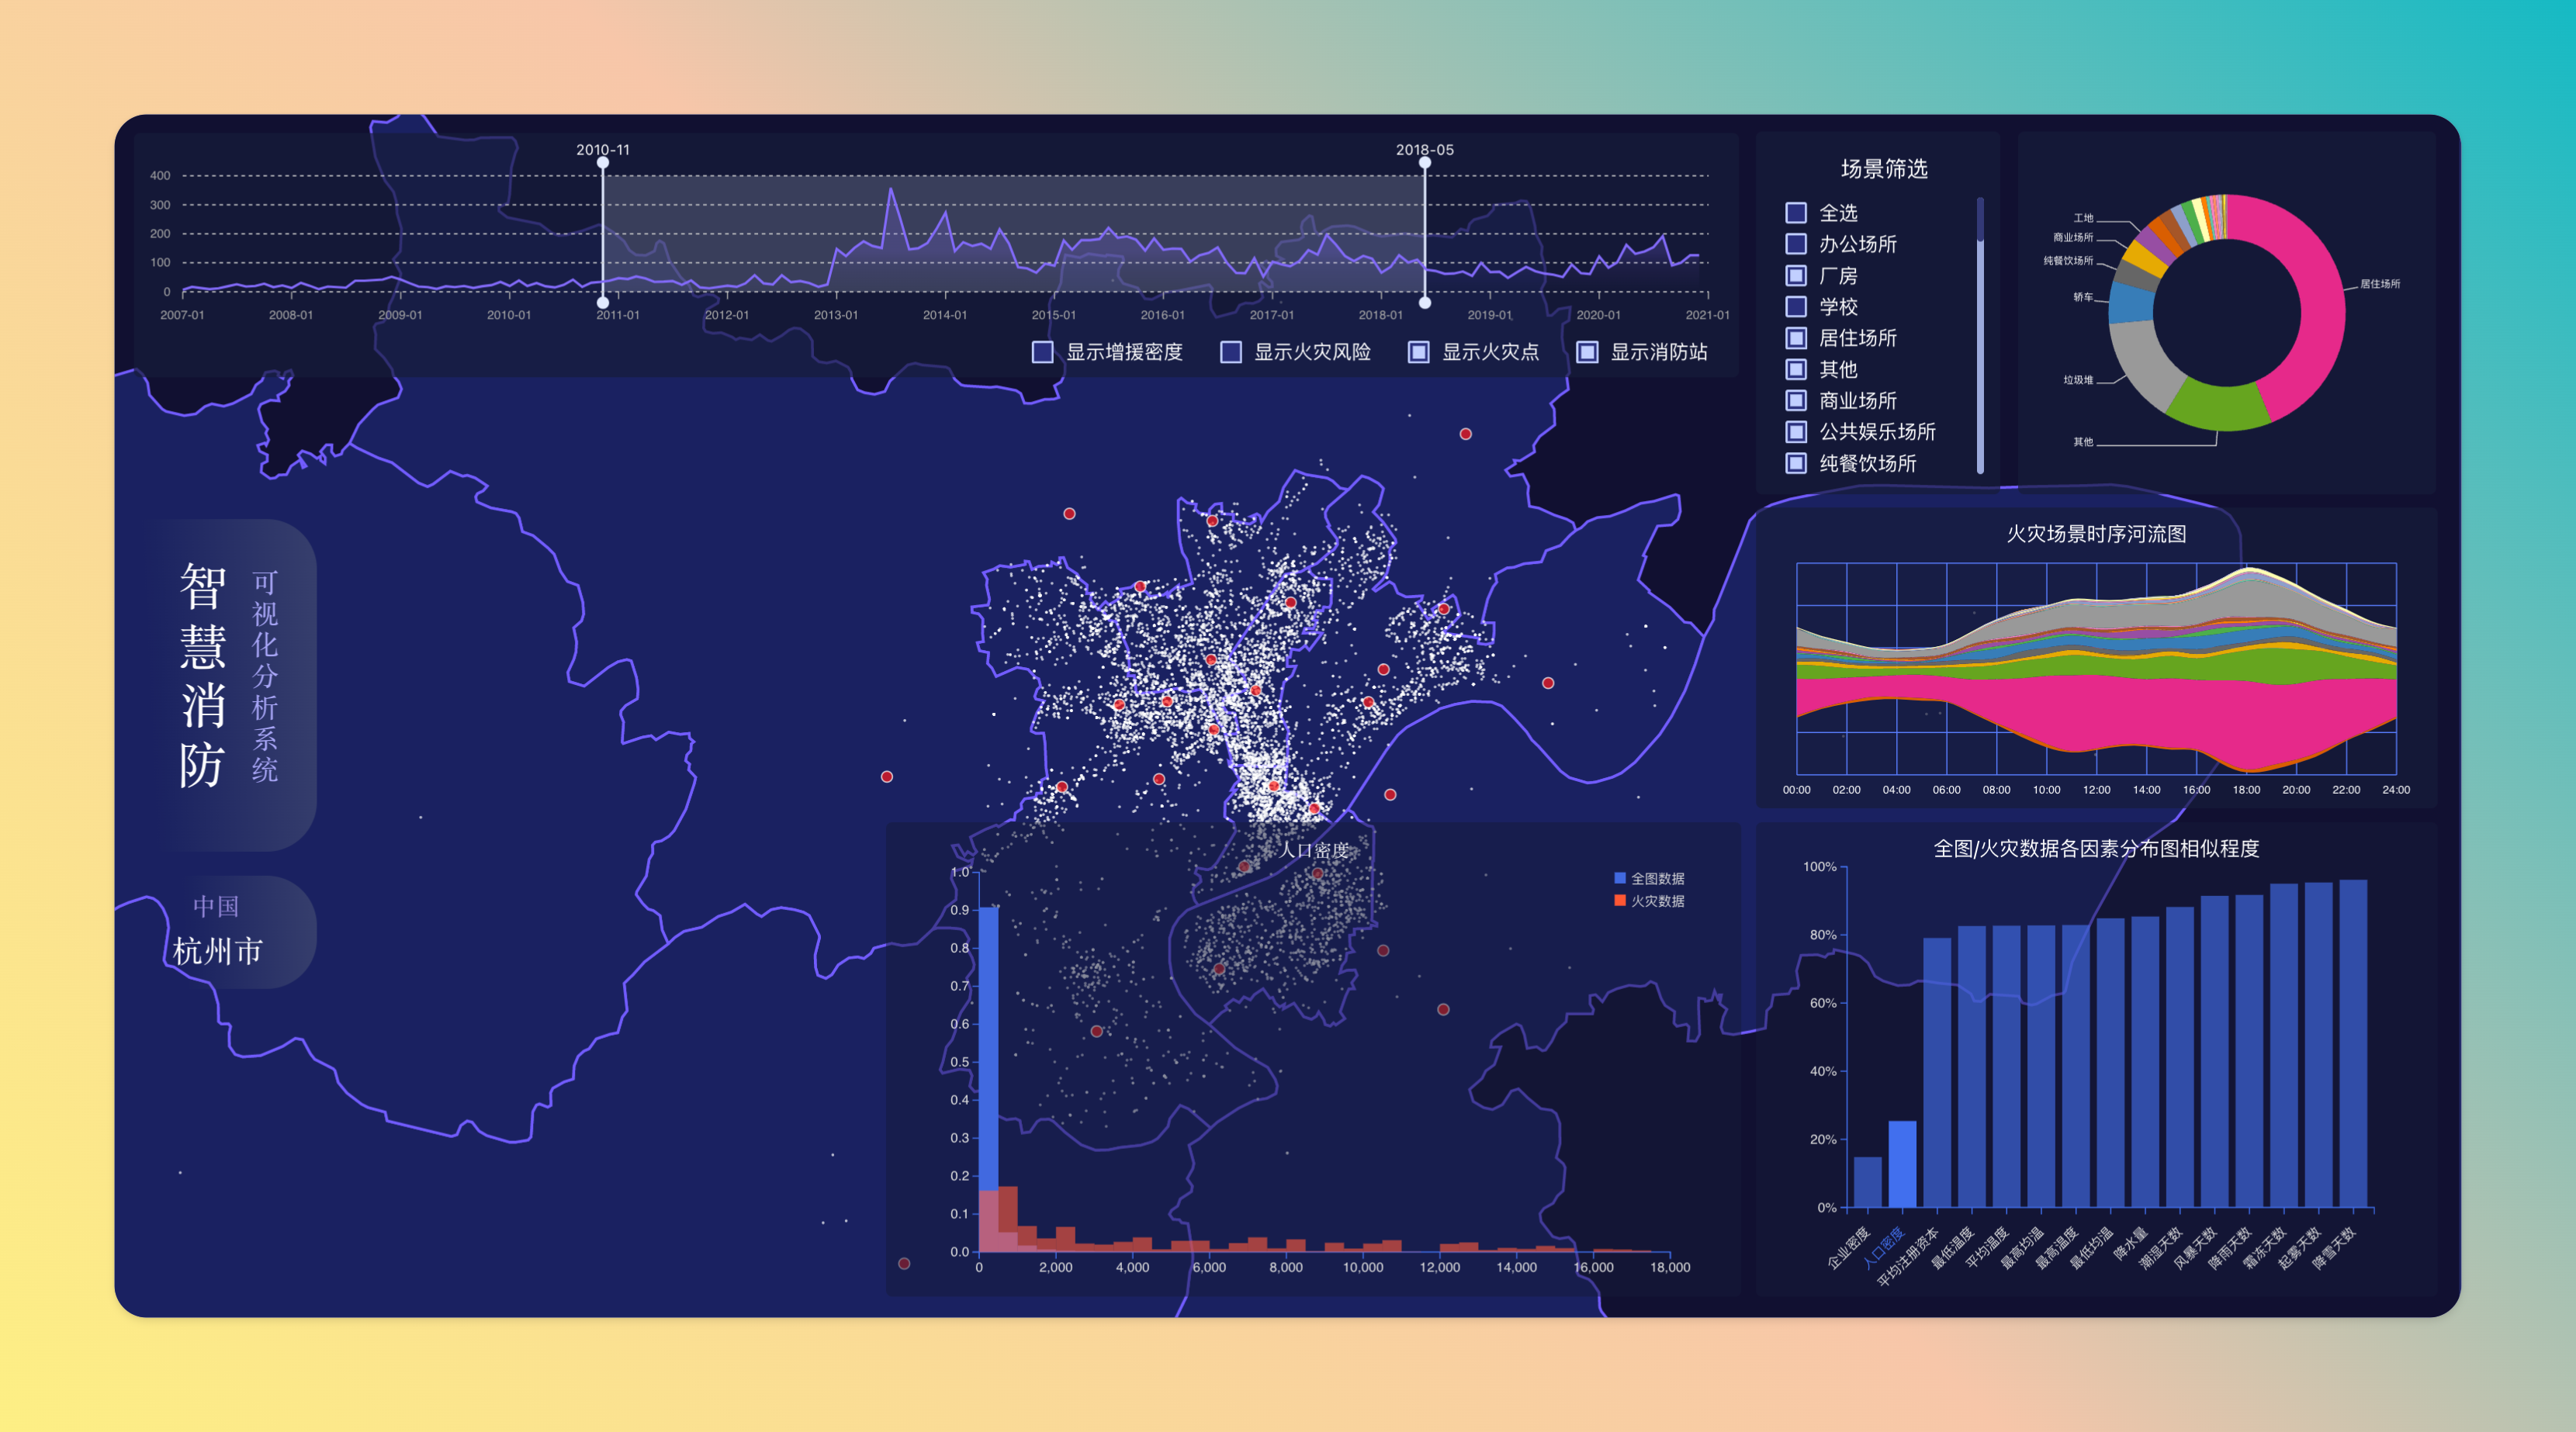 2010-11
2018-05
400
300
200
100
0
2007-01
2008-01
2009-01
2010-01
2011-01
2012-01
2013-01
2014-01
2015-01
2016-01
2017-01
2018-01
2019-01
2020-01
2021-01
显示增援密度
显示火灾风险
显示火灾点
显示消防站
场景筛选
全选
办公场所
厂房
学校
居住场所
其他
商业场所
公共娱乐场所
纯餐饮场所
工地
商业场所
纯餐饮场所
轿车
垃圾堆
其他
居住场所
智慧消防
可视化分析系统
中国
杭州市
火灾场景时序河流图
00:00
02:00
04:00
06:00
08:00
10:00
12:00
14:00
16:00
18:00
20:00
22:00
24:00
人口密度
全图数据
火灾数据
1.0
0.9
0.8
0.7
0.6
0.5
0.4
0.3
0.2
0.1
0.0
0
2,000
4,000
6,000
8,000
10,000
12,000
14,000
16,000
18,000
全图/火灾数据各因素分布图相似程度
100%
80%
60%
40%
20%
0%
企业密度
人口密度
平均注册资本
最低温度
平均温度
最高均温
最高温度
最低均温
降水量
潮湿天数
风暴天数
降雨天数
霜冻天数
起雾天数
降雪天数